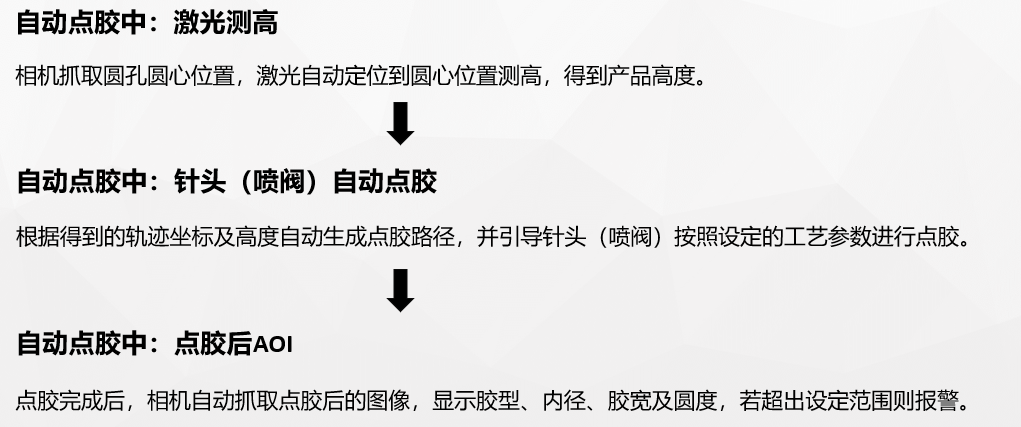 自动点胶中：激光测高
相机抓取圆孔圆心位置，激光自动定位到圆心位置测高，得到产品高度。
自动点胶中：针头（喷阀）自动点胶
根据得到的轨迹坐标及高度自动生成点胶路径，并引导针头（喷阀）按照设定的工艺参数进行点胶。
自动点胶中：点胶后AOI
点胶完成后，相机自动抓取点胶后的图像，显示胶型、内径、胶宽及圆度，若超出设定范围则报警。